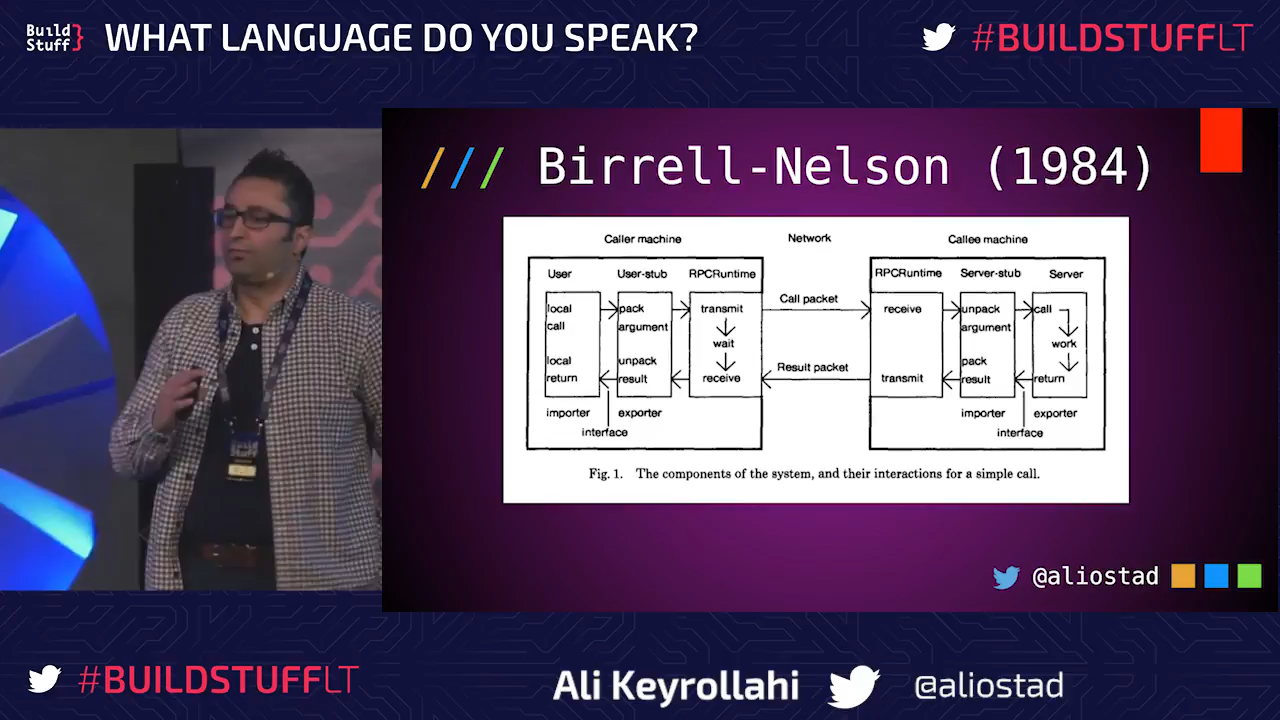 Build
Stuff}
WHAT LANGUAGE DO YOU SPEAK?
#BUILDSTUFFLT
/// Birrell-Nelson (1984)
Caller machine
Network
Callee machine
User
User-stub
RPCRuntime
RPCRuntime
Server-stub
Server
local
call
pack
argument
transmit
Call packet
receive
unpack
argument
call
wait
work
local
return
unpack
result
receive
Result packet
transmit
pack
result
return
importer
exporter
interface
importer
exporter
interface
Fig. 1. The components of the system, and their interactions for a simple call.
@aliostad
#BUILDSTUFFLT
Ali Keyrollahi
@aliostad